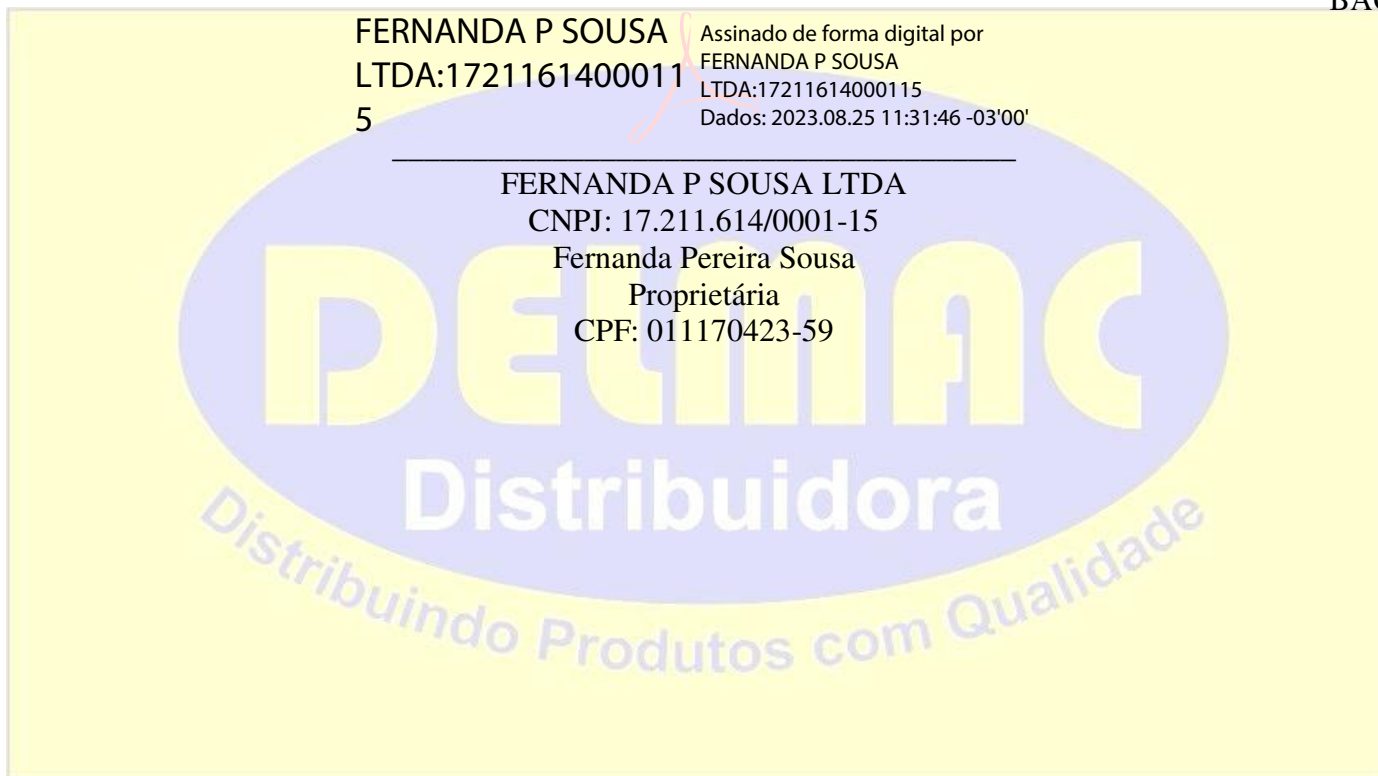 FERNANDA P SOUSA
LTDA:1721161400011
5
Assinado de forma digital por
FERNANDA P SOUSA
LTDA:17211614000115
Dados: 2023.08.25 11:31:46 -03'00'
FERNANDA P SOUSA LTDA
CNPJ: 17.211.614/0001-15
Fernanda Pereira Sousa
Proprietária
CPF: 011170423-59
DELMAC
Distribuidora
Distribuindo Produtos com Qualidade